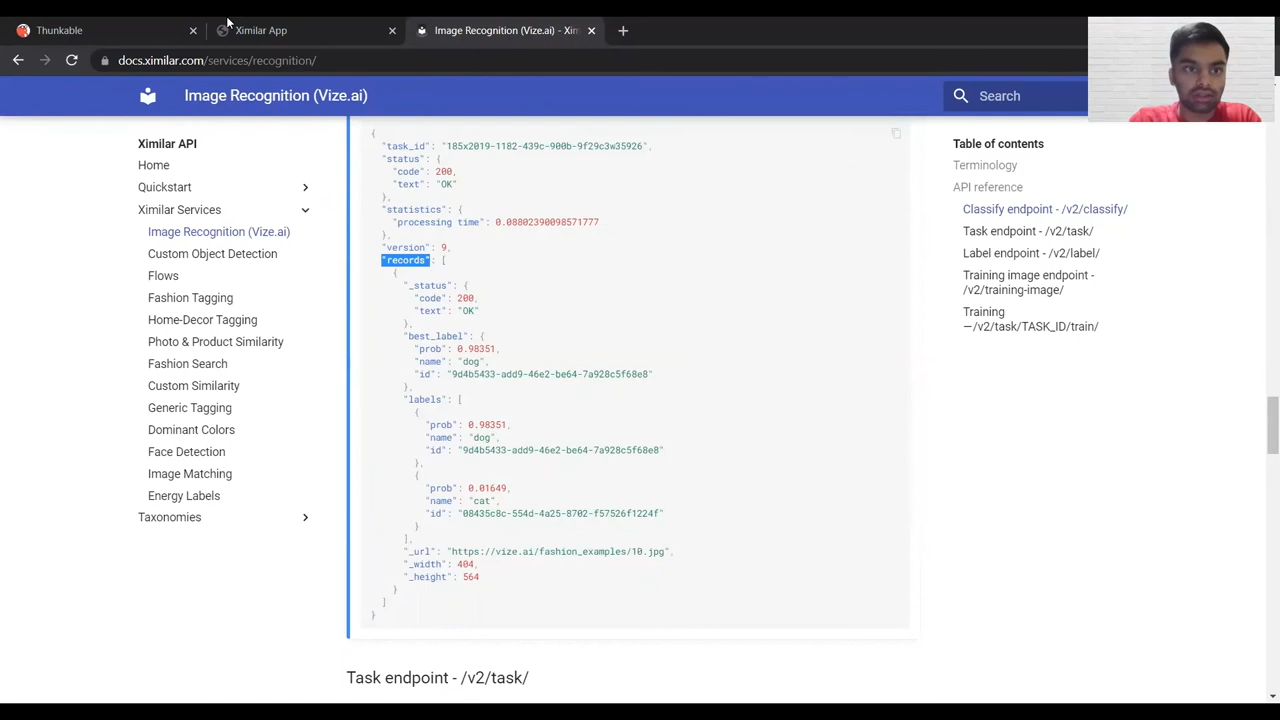 Thunkable
Ximilar App
Image Recognition (Vize.ai) - Xim
docs.ximilar.com/services/recognition/
Image Recognition (Vize.ai)
Search
Ximilar API
Home
Quickstart
Ximilar Services
Image Recognition (Vize.ai)
Custom Object Detection
Flows
Fashion Tagging
Home-Decor Tagging
Photo & Product Similarity
Fashion Search
Custom Similarity
Generic Tagging
Dominant Colors
Face Detection
Image Matching
Energy Labels
Taxonomies
{
"task_id": "185x2019-1182-439c-900b-9f29c3w35926",
"status": {
"code": 200,
"text": "OK"
},
"statistics": {
"processing time": 0.08802390098571777
},
"version": 9,
"records": [
{
"_status": {
"code": 200,
"text": "OK"
},
"best_label": {
"prob": 0.98351,
"name": "dog",
"id": "9d4b5433-add9-46e2-be64-7a928c5f68e8"
},
"labels": [
{
"prob": 0.98351,
"name": "dog",
"id": "9d4b5433-add9-46e2-be64-7a928c5f68e8"
},
{
"prob": 0.01649,
"name": "cat",
"id": "08435c8c-554d-4a25-8702-f57526f1224f"
}
],
"_url": "https://vize.ai/fashion_examples/10.jpg",
"_width": 404,
"_height": 564
}
]
}
Task endpoint - /v2/task/
Table of contents
Terminology
API reference
Classify endpoint - /v2/classify/
Task endpoint - /v2/task/
Label endpoint - /v2/label/
Training image endpoint -
/v2/training-image/
Training
—/v2/task/TASK_ID/train/